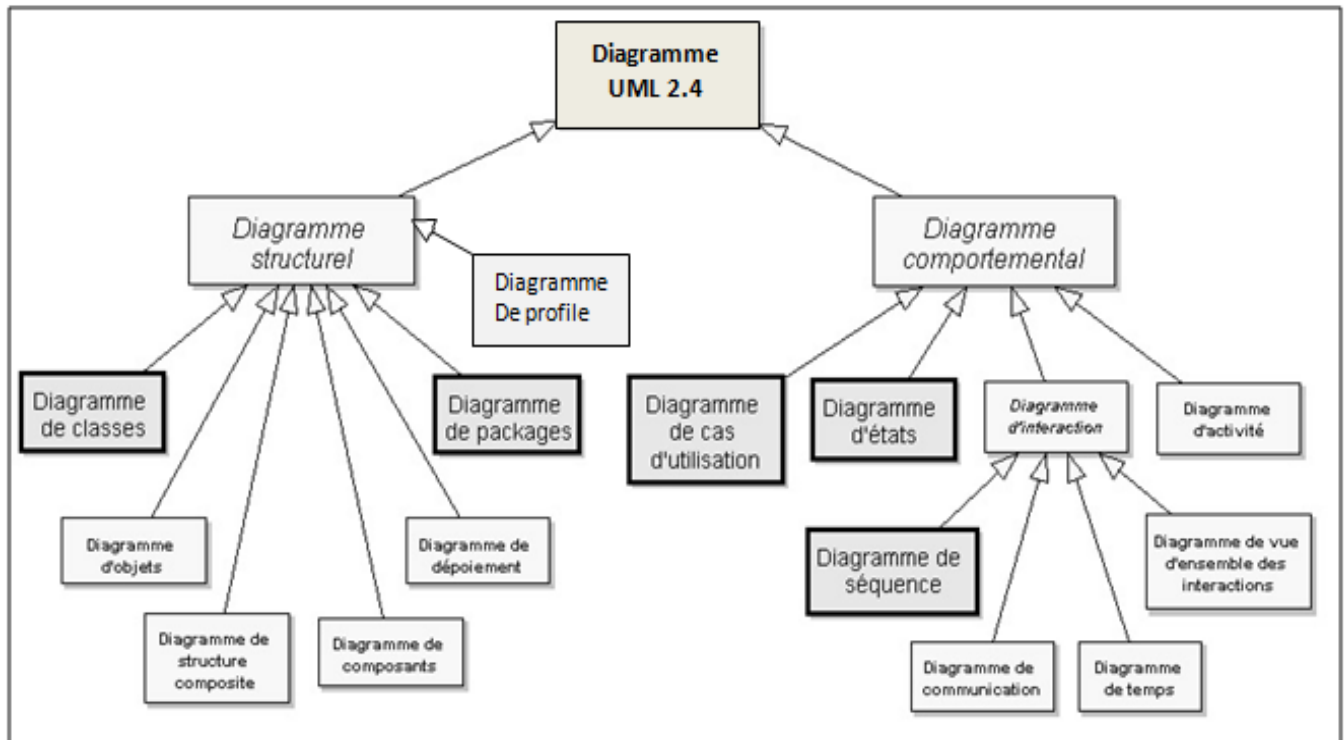 Diagramme
UML 2.4
Diagramme
structurel
Diagramme
comportemental
Diagramme
De profile
Diagramme
de classes
Diagramme
de packages
Diagramme
de cas
d'utilisation
Diagramme
d'états
Diagramme
d'interaction
Diagramme
d'activité
Diagramme
d'objets
Diagramme de
dépoiement
Diagramme de
séquence
Diagramme de vue
d'ensemble des
interactions
Diagramme de
structure
composite
Diagramme de
composants
Diagramme de
communication
Diagramme
de temps